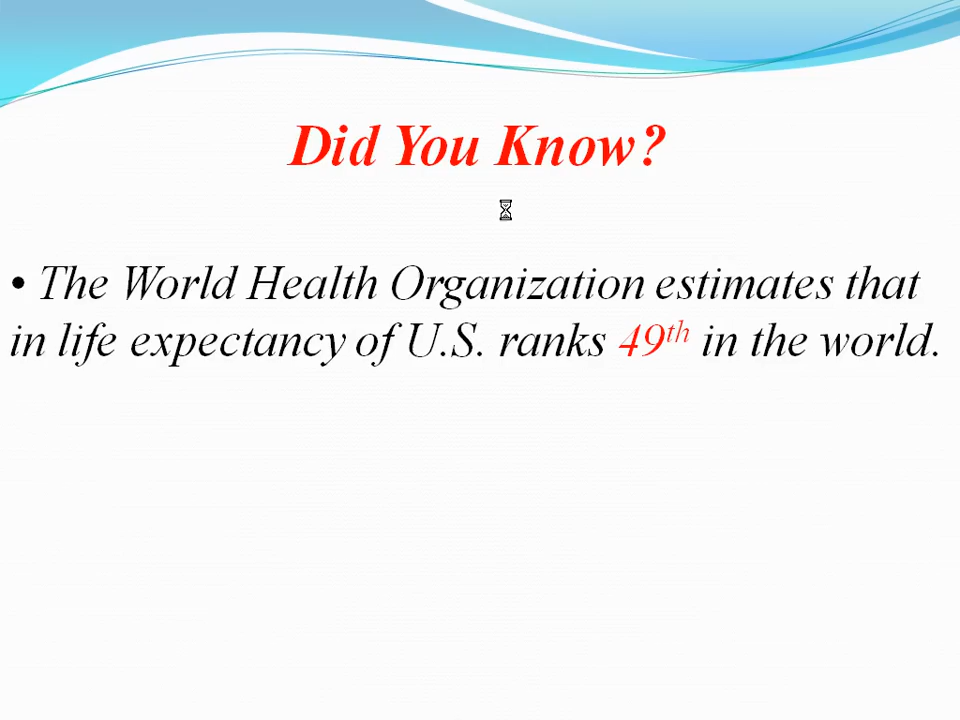 Did You Know?
• The World Health Organization estimates that
in life expectancy of U.S. ranks 49th in the world.